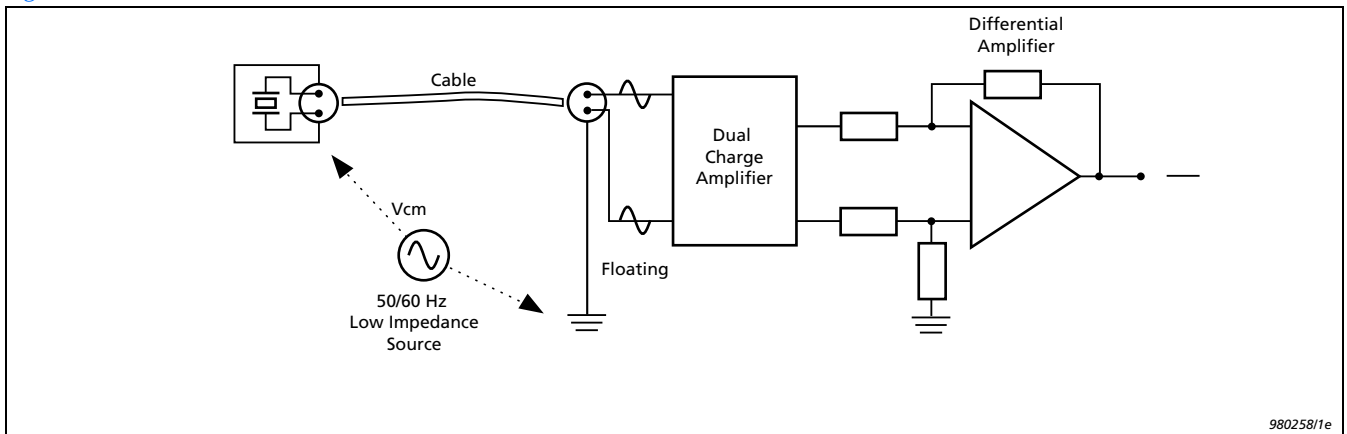 Differential
Amplifier
Cable
Dual
Charge
Amplifier
Vcm
Floating
50/60 Hz
Low Impedance
Source
980258/1e